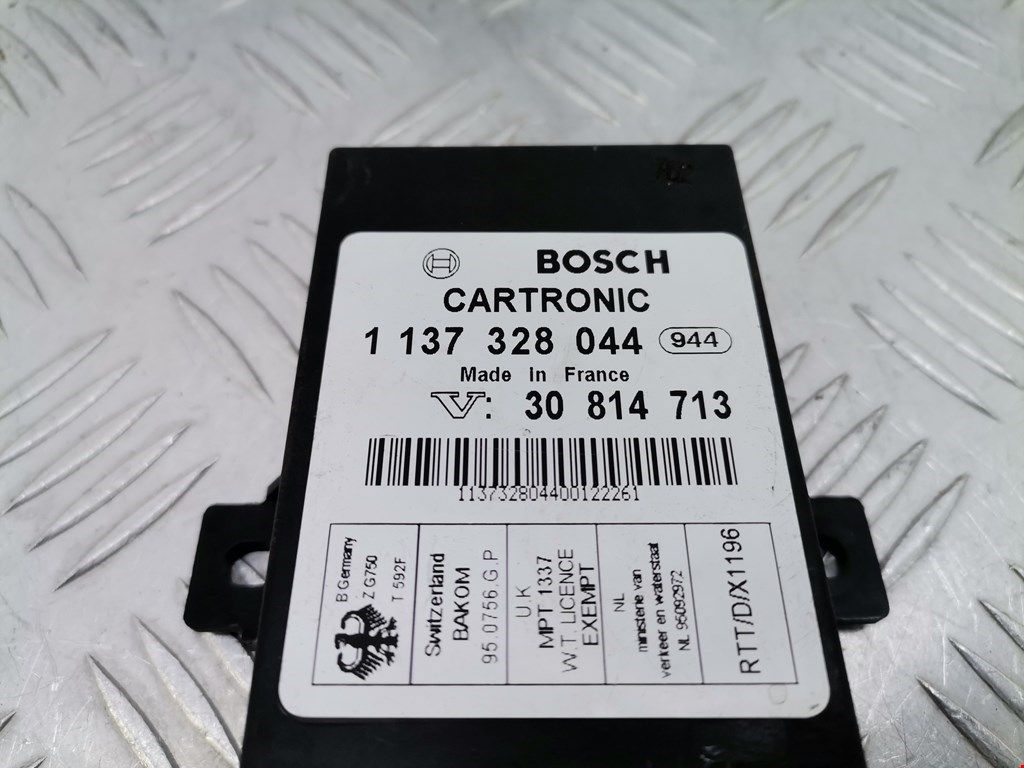 BOSCH
CARTRONIC
1 137 328 044 944
Made in France
V: 30 814 713
113732804400122261
B Germany
Z G750
T 592F
Switzerland
BAKOM
95.0756.G.P
U.K
MPT 1337
W.T. LICENCE
EXEMPT
NL
ministerie van
verkeer en waterstaat
NL 95092972
RTT/D/X1196